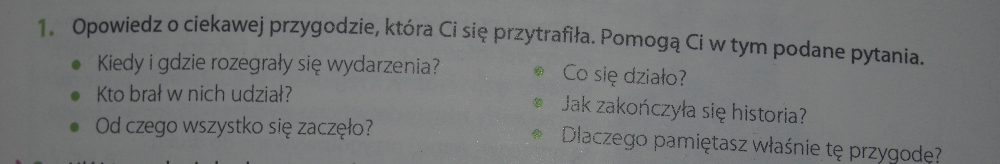 1. Opowiedz o ciekawej przygodzie, która Ci się przytrafiła. Pomogą Ci w tym podane pytania.
• Kiedy i gdzie rozegrały się wydarzenia?
• Kto brał w nich udział?
• Od czego wszystko się zaczęło?
• Co się działo?
• Jak zakończyła się historia?
• Dlaczego pamiętasz właśnie tę przygodę?